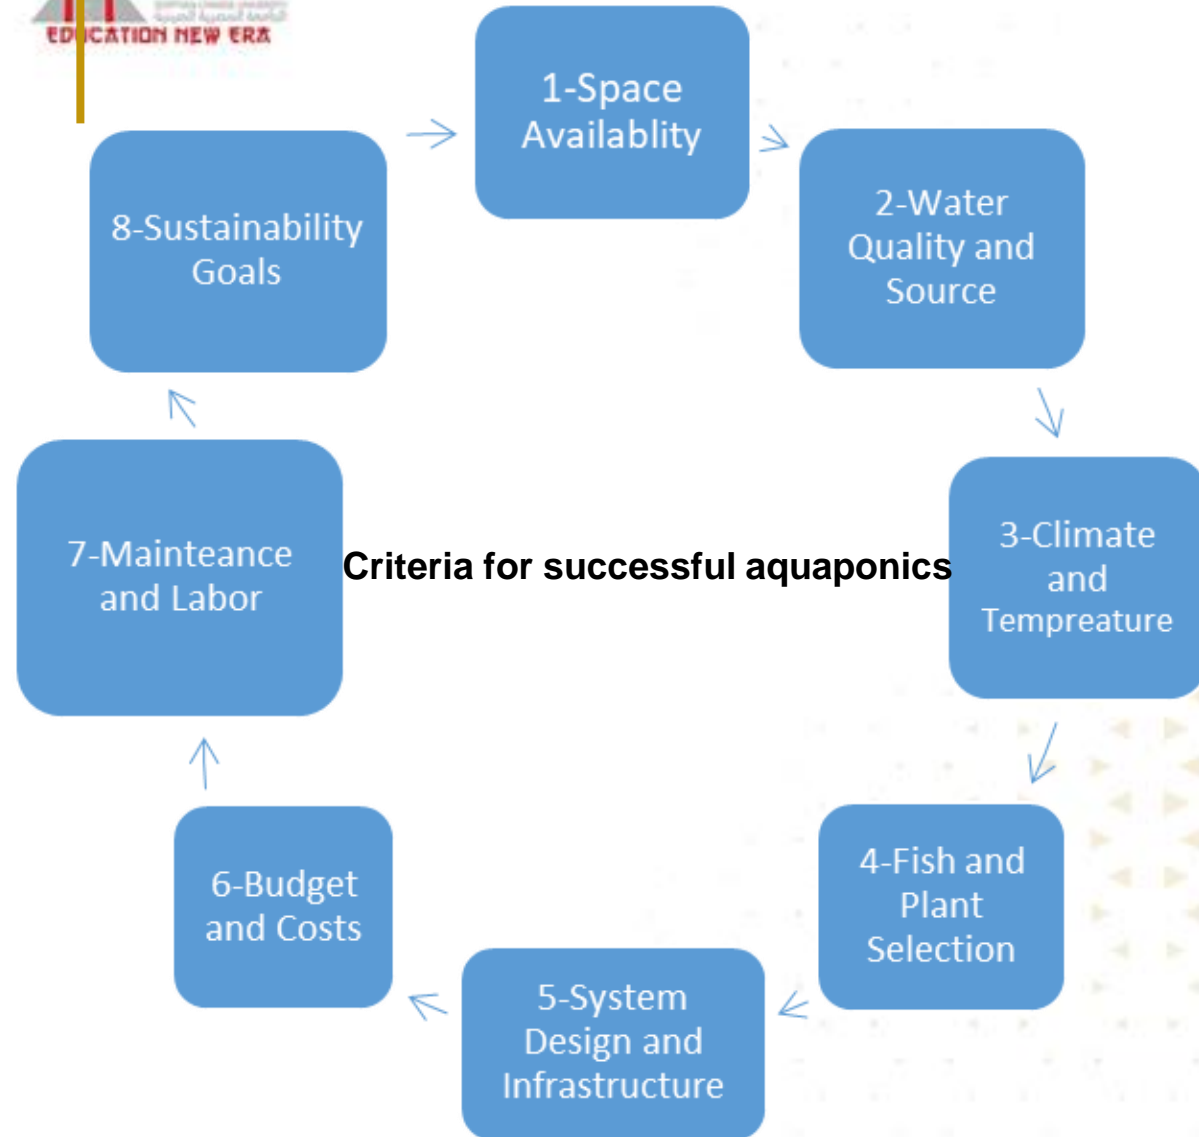 EDUCATION NEW ERA
1-Space
Availablity
2-Water
Quality and
Source
3-Climate
and
Tempreature
4-Fish and
Plant
Selection
5-System
Design and
Infrastructure
6-Budget
and Costs
7-Mainteance
and Labor
8-Sustainability
Goals
Criteria for successful aquaponics